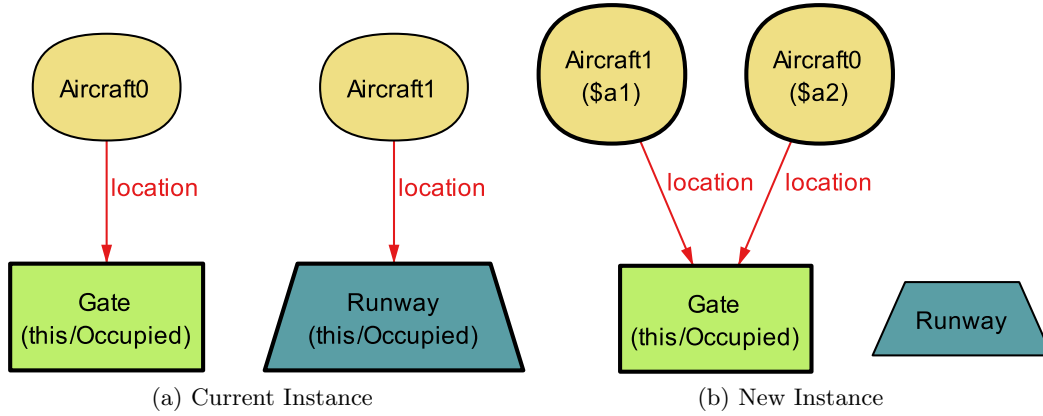 Aircraft0
Aircraft1
Aircraft1
($a1)
Aircraft0
($a2)
location
location
location
location
Gate
(this/Occupied)
Runway
(this/Occupied)
Gate
(this/Occupied)
Runway
(a) Current Instance
(b) New Instance